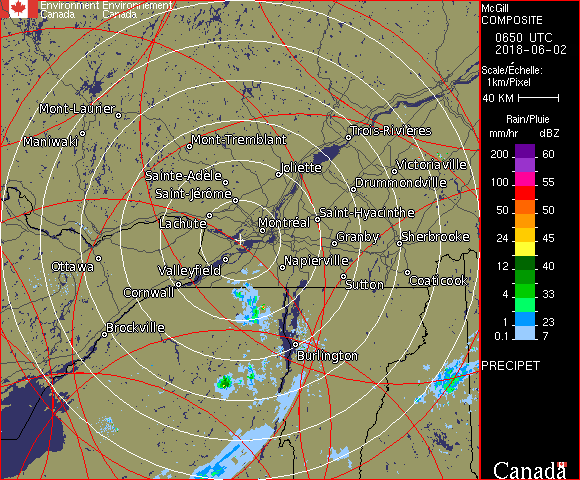 Environment Environnement
Canada Canada
McGill
COMPOSITE
0650 UTC
2018-06-02
Scale/Échelle:
1km/Pixel
40 KM
Rain/Pluie
mm/hr dBZ
200 60
100 55
50 50
24 45
12 40
4 33
1 23
0.1 7
PRECIPET
Canada
Mont-Laurier
Maniwaki
Mont-Tremblant
Trois-Rivières
Joliette
Victoriaville
Sainte-Adèle
Drummondville
Saint-Jérôme
Lachute
Saint-Hyacinthe
Montréal
Granby
Sherbrooke
Ottawa
Valleyfield
Napierville
Cornwall
Sutton
Coaticook
Brockville
Burlington